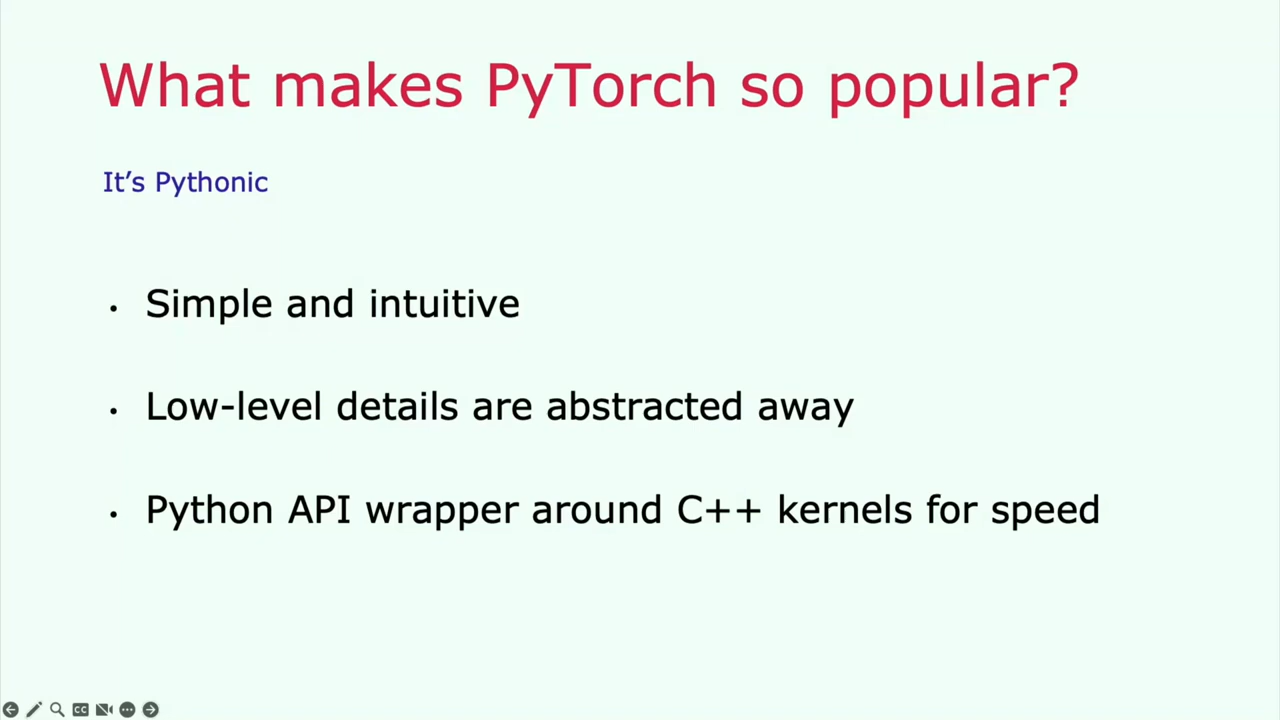 What makes PyTorch so popular?
It’s Pythonic
• Simple and intuitive
• Low-level details are abstracted away
• Python API wrapper around C++ kernels for speed
CC